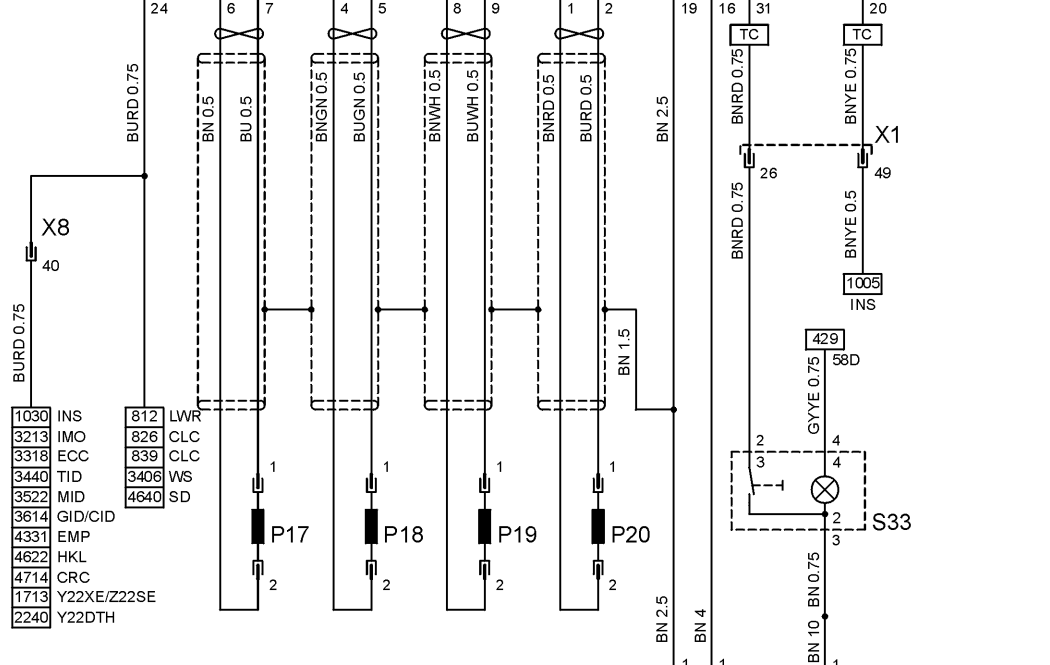 24
6
7
4
5
8
9
1
2
19
16
31
20
TC
TC
BURD 0.75
BN 0.5
BU 0.5
BNGN 0.5
BUGN 0.5
BNWH 0.5
BUWH 0.5
BNRD 0.5
BURD 0.5
BN 2.5
BNRD 0.75
BNYE 0.75
X1
26
49
X8
40
BNRD 0.75
BNYE 0.5
1005
INS
BURD 0.75
BN 1.5
429
58D
GYYE 0.75
1030 INS
3213 IMO
3318 ECC
3440 TID
3522 MID
3614 GID/CID
4331 EMP
4622 HKL
4714 CRC
1713 Y22XE/Z22SE
2240 Y22DTH
812 LWR
826 CLC
839 CLC
3406 WS
4640 SD
2
4
3
4
1
1
1
1
P17
P18
P19
P20
2
2
2
2
2
S33
3
BN 2.5
BN 4
BN 0.75
BN 10
1
1
1